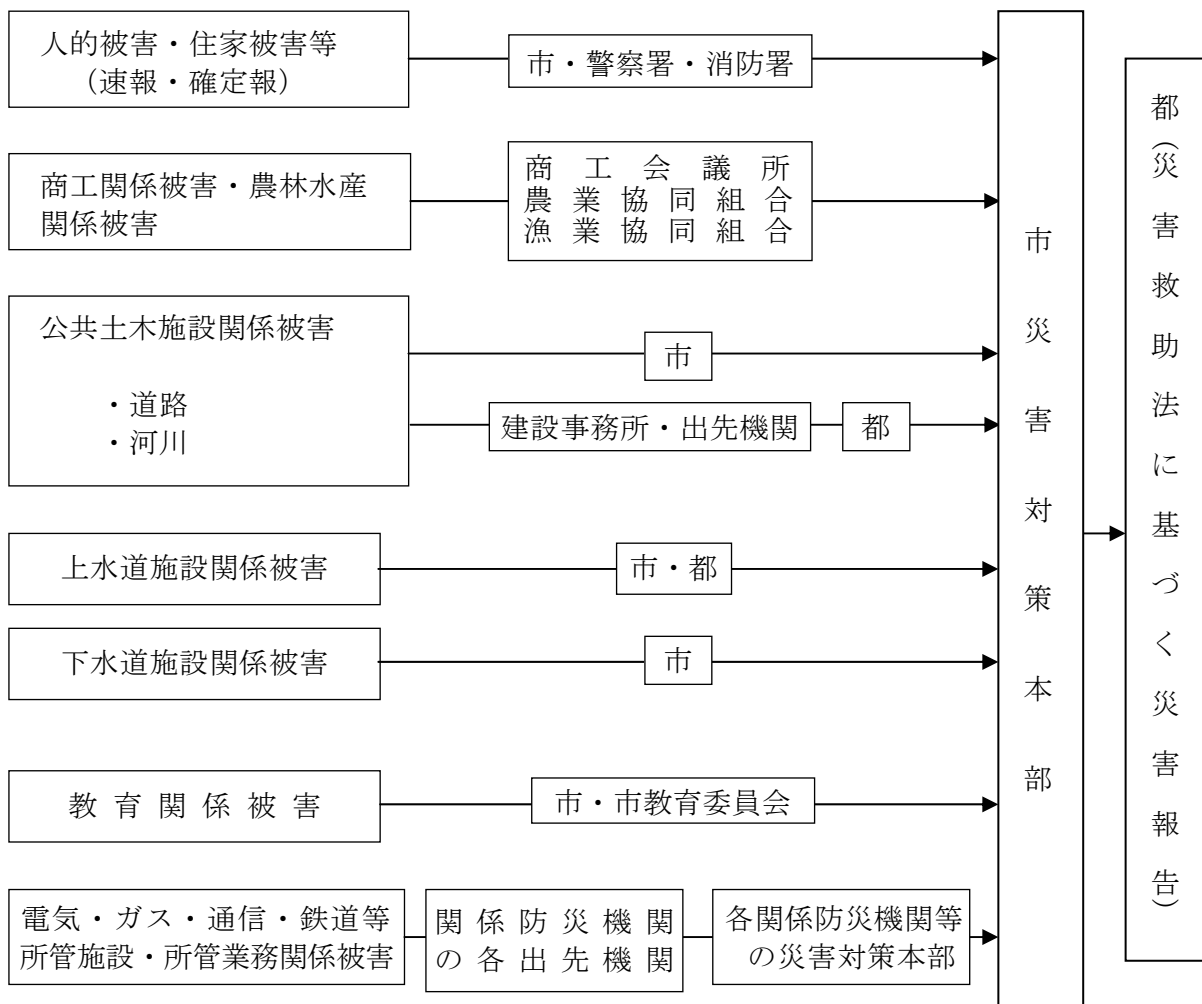 人的被害・住家被害等
（速報・確定報）
市・警察署・消防署
商工関係被害・農林水産
関係被害
商工会議所
農業協同組合
漁業協同組合
公共土木施設関係被害
・道路
・河川
市
建設事務所・出先機関
都
上水道施設関係被害
市・都
下水道施設関係被害
市
教育関係被害
市・市教育委員会
電気・ガス・通信・鉄道等
所管施設・所管業務関係被害
関係防災機関
の各出先機関
各関係防災機関等
の災害対策本部
市災害対策本部
都（災害救助法に基づく災害報告）